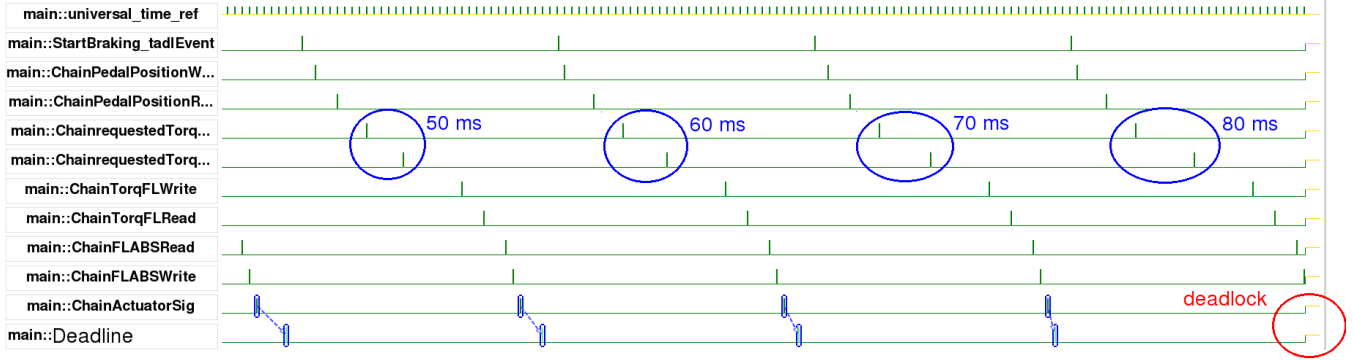 main::universal_time_ref
main::StartBraking_tadlEvent
main::ChainPedalPositionW...
main::ChainPedalPositionR...
main::ChainrequestedTorq...
50 ms
60 ms
70 ms
80 ms
main::ChainrequestedTorq...
main::ChainTorqFLWrite
main::ChainTorqFLRead
main::ChainFLABSRead
main::ChainFLABSWrite
main::ChainActuatorSig
deadlock
main::Deadline